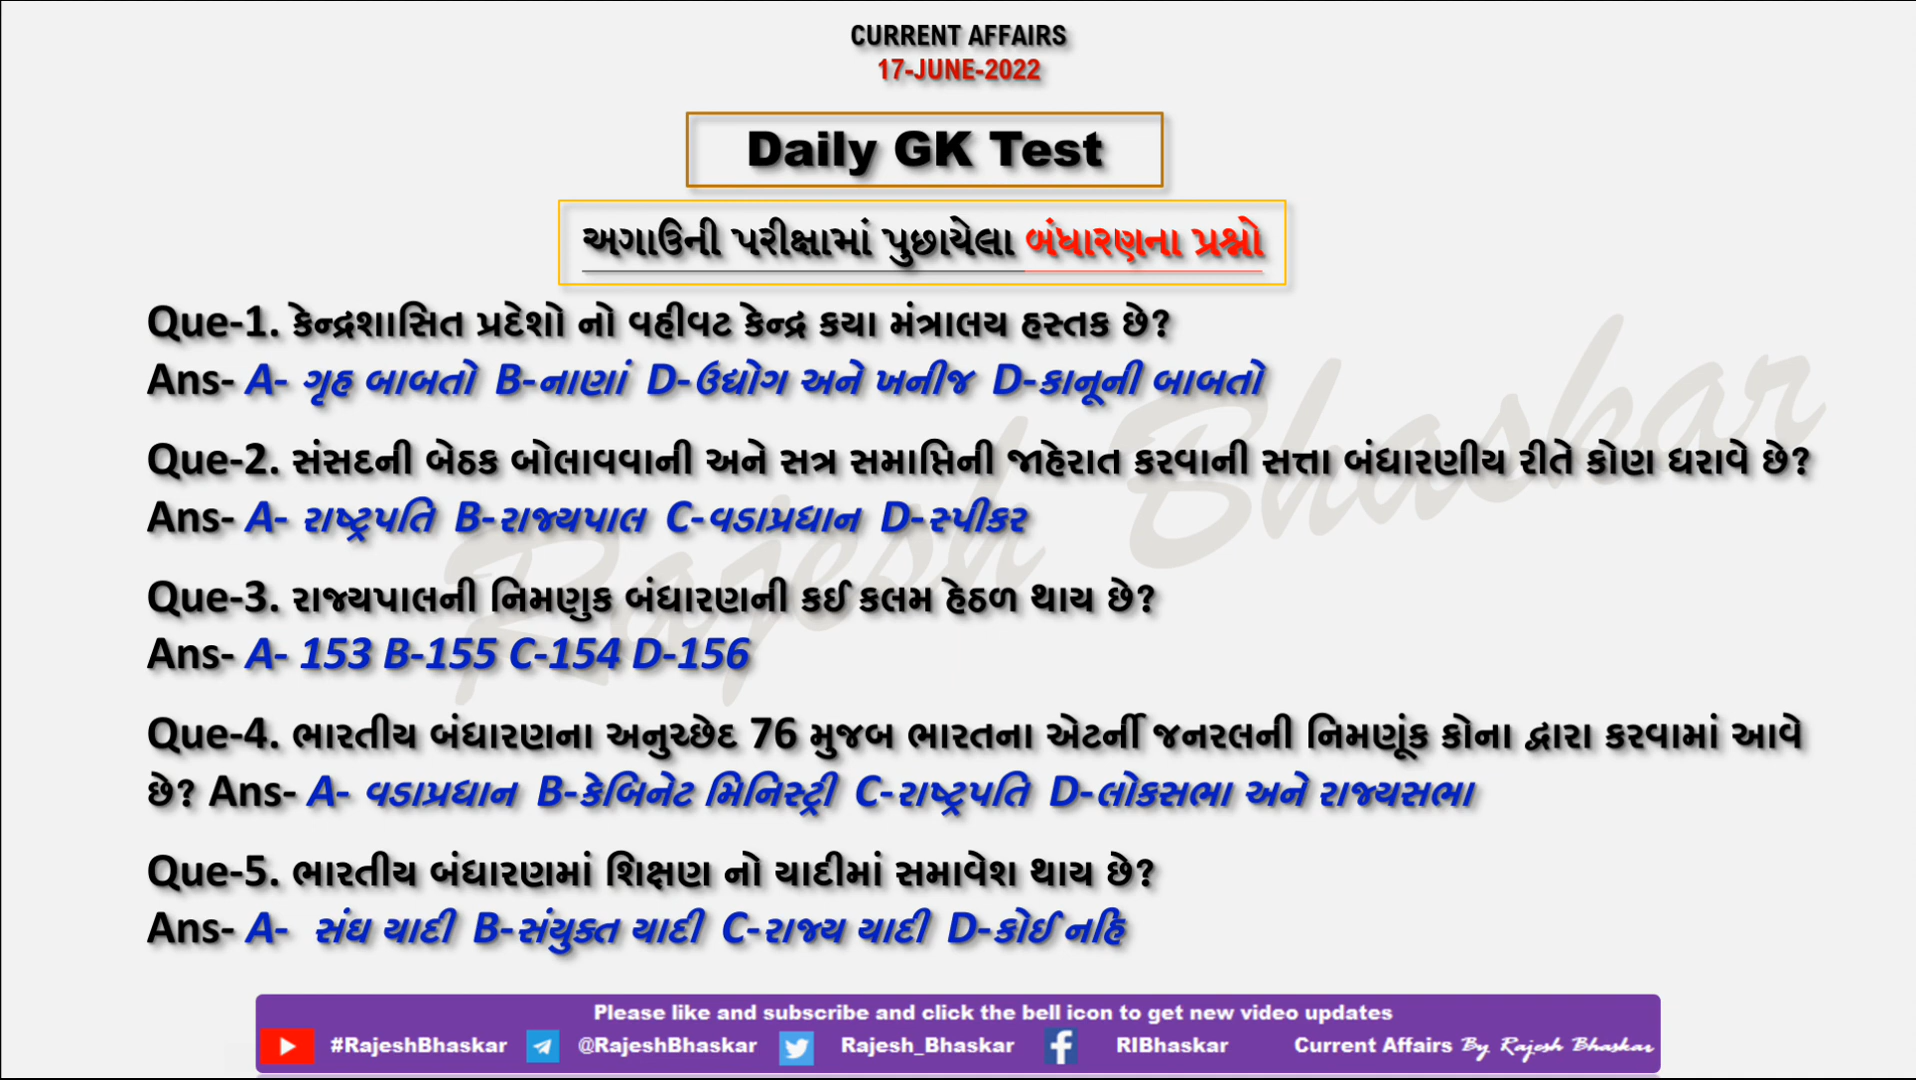 CURRENT AFFAIRS
17-JUNE-2022
Daily GK Test
અગાઉની પરીક્ષામાં પુછાયેલા બંધારણના પ્રશ્નો
Que-1. કેન્દ્રશાસિત પ્રદેશો નો વહીવટ કેન્દ્ર કયા મંત્રાલય હસ્તક છે?
Ans- A- ગૃહ બાબતો B-નાણાં D-ઉદ્યોગ અને ખનીજ D-કાનૂની બાબતો
Que-2. સંસદની બેઠક બોલાવવાની અને સત્ર સમાપ્તિની જાહેરાત કરવાની સત્તા બંધારણીય રીતે કોણ ધરાવે છે?
Ans- A- રાષ્ટ્રપતિ B-રાજ્યપાલ C-વડાપ્રધાન D-સ્પીકર
Que-3. રાજ્યપાલની નિમણુક બંધારણની કઈ કલમ હેઠળ થાય છે?
Ans- A- 153 B-155 C-154 D-156
Que-4. ભારતીય બંધારણના અનુચ્છેદ 76 મુજબ ભારતના એટર્ની જનરલની નિમણૂંક કોના દ્વારા કરવામાં આવે
છે? Ans- A- વડાપ્રધાન B-કેબિનેટ મિનિસ્ટ્રી C-રાષ્ટ્રપતિ D-લોકસભા અને રાજ્યસભા
Que-5. ભારતીય બંધારણમાં શિક્ષણ નો યાદીમાં સમાવેશ થાય છે?
Ans- A- સંઘ યાદી B-સંયુક્ત યાદી C-રાજ્ય યાદી D-કોઈ નહિ
Rajesh Bhaskar
Please like and subscribe and click the bell icon to get new video updates
#RajeshBhaskar @RajeshBhaskar Rajesh_Bhaskar RIBhaskar Current Affairs By Rajesh Bhaskar